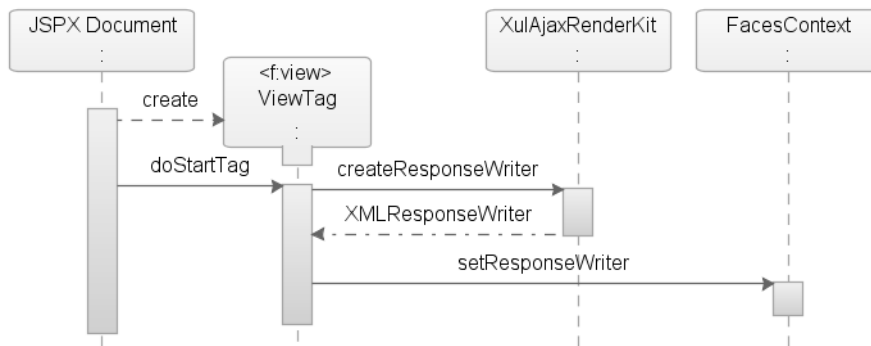 JSPX Document
:
XulAjaxRenderKit
:
FacesContext
:
<f:view>
ViewTag
:
create
doStartTag
createResponseWriter
XMLResponseWriter
setResponseWriter